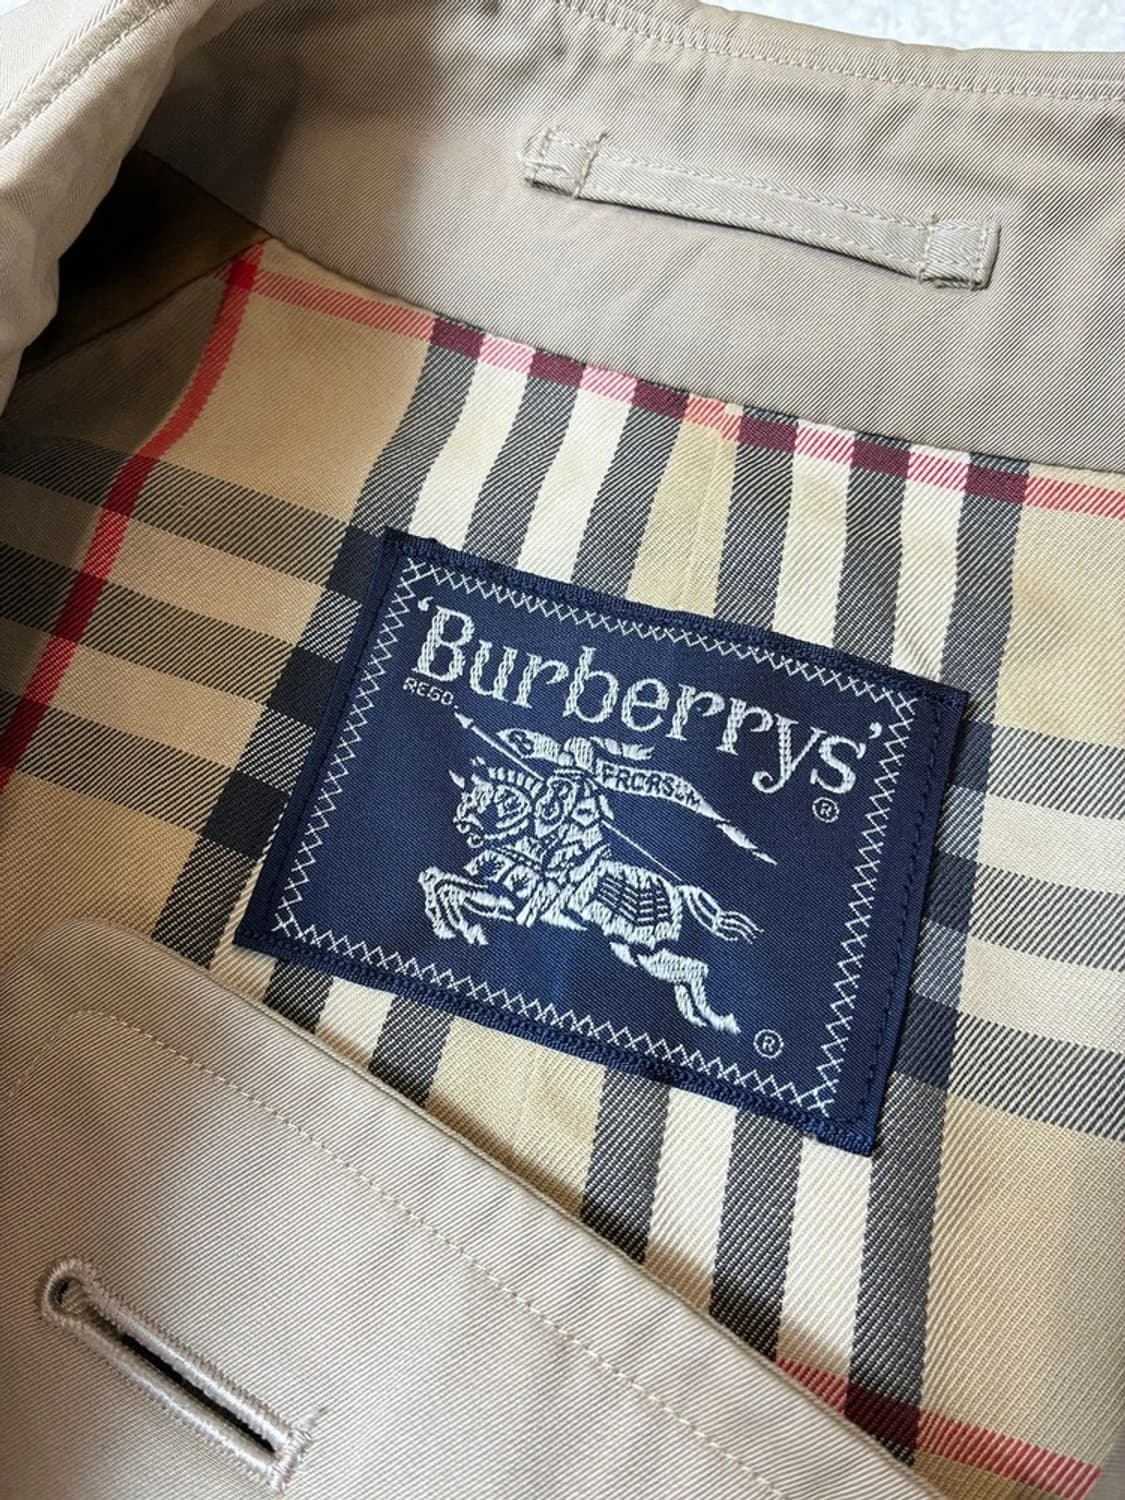 'Burberrys'
REGD.
®
PRORSUM
®